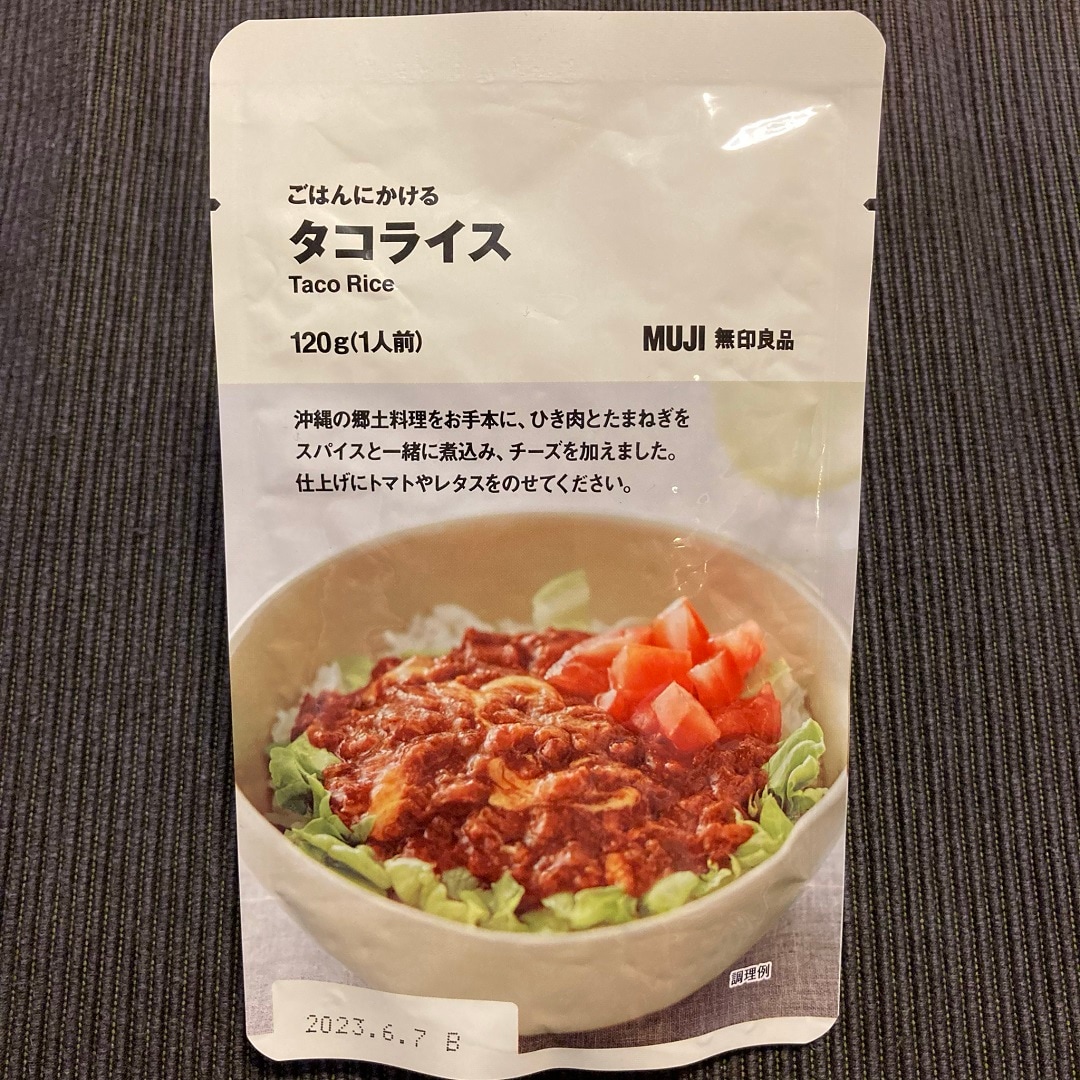 ごはんにかける
タコライス
Taco Rice
120g(1人前)
MUJI 無印良品
沖縄の郷土料理をお手本に、ひき肉とたまねぎを
スパイスと一緒に煮込み、チーズを加えました。
仕上げにトマトやレタスをのせてください。
調理例
2023.6.7 B